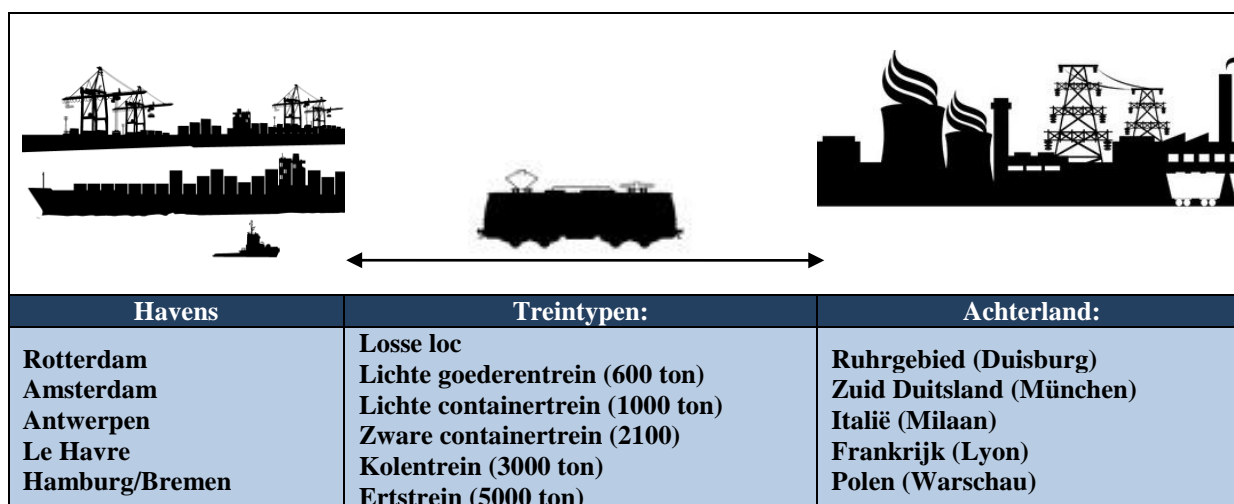 Havens
Treintypen:
Achterland:
Rotterdam
Amsterdam
Antwerpen
Le Havre
Hamburg/Bremen
Losse loc
Lichte goederentrein (600 ton)
Lichte containertrein (1000 ton)
Zware containertrein (2100)
Kolentrein (3000 ton)
Ertstrein (5000 ton)
Ruhrgebied (Duisburg)
Zuid Duitsland (München)
Italië (Milaan)
Frankrijk (Lyon)
Polen (Warschau)